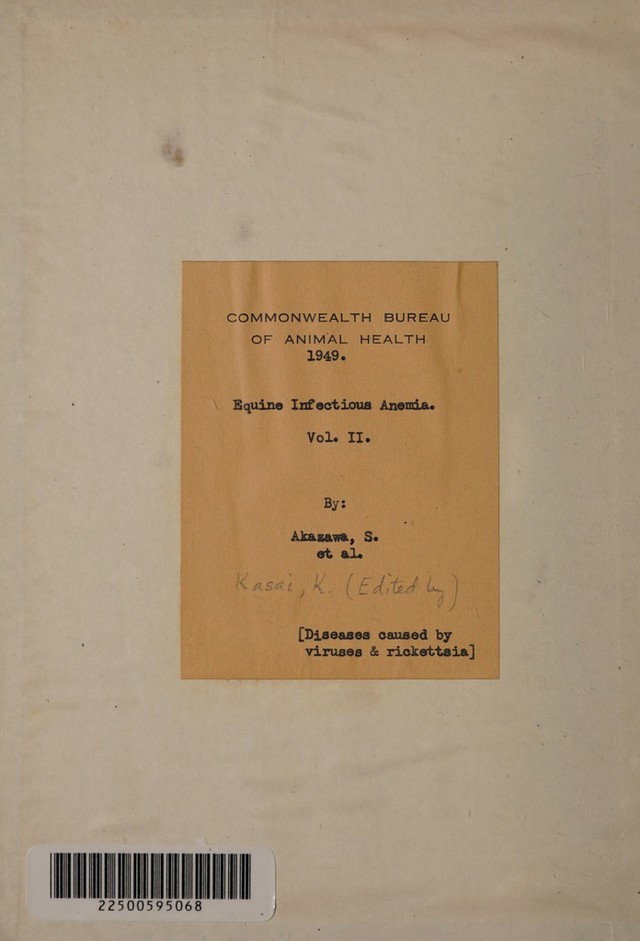 COMMONWEALTH BUREAU
OF ANIMAL HEALTH
1949.
Equine Infectious Anemia.
Vol. II.
By:
Akazawa, S.
et al.
Kasai, K. (Edited by)
[Diseases caused by
viruses & rickettsia]
22500595068